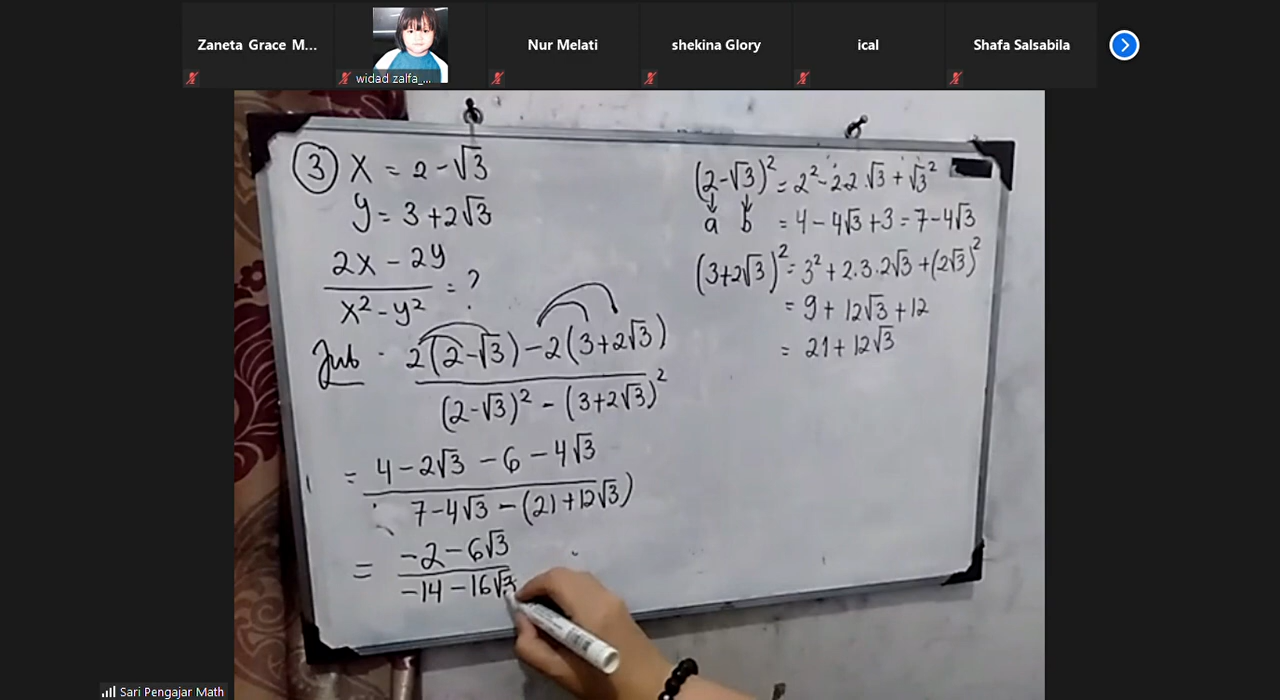 Zaneta Grace M...
widad zalfa_...
Nur Melati
shekina Glory
ical
Shafa Salsabila
③ x = 2 - √3
y = 3 + 2√3
2x - 2y
/ x² - y² = ?
Jwb : 2(2 - √3) - 2(3 + 2√3)
/ (2 - √3)² - (3 + 2√3)²
= 4 - 2√3 - 6 - 4√3
/ 7 - 4√3 - (21 + 12√3)
= -2 - 6√3
/ -14 - 16√3
(2 - √3)² = 2² - 2.2.√3 + √3²
a b = 4 - 4√3 + 3 = 7 - 4√3
(3 + 2√3)² = 3² + 2.3.2√3 + (2√3)²
= 9 + 12√3 + 12
= 21 + 12√3
Sari Pengajar Math